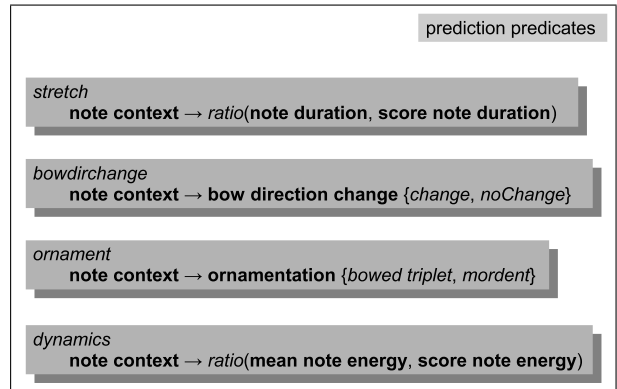 prediction predicates
stretch
note context → ratio(note duration, score note duration)
bowdirchange
note context → bow direction change {change, noChange}
ornament
note context → ornamentation {bowed triplet, mordent}
dynamics
note context → ratio(mean note energy, score note energy)